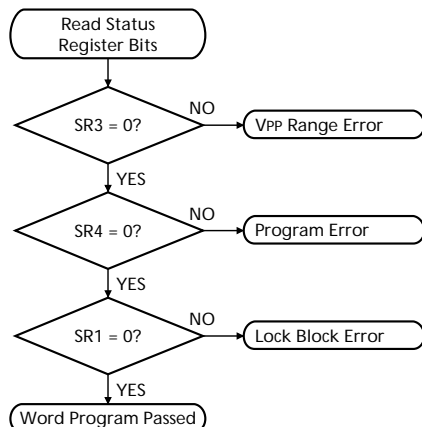 Read Status
Register Bits
SR3 = 0?
NO
VPP Range Error
YES
SR4 = 0?
NO
Program Error
YES
SR1 = 0?
NO
Lock Block Error
YES
Word Program Passed